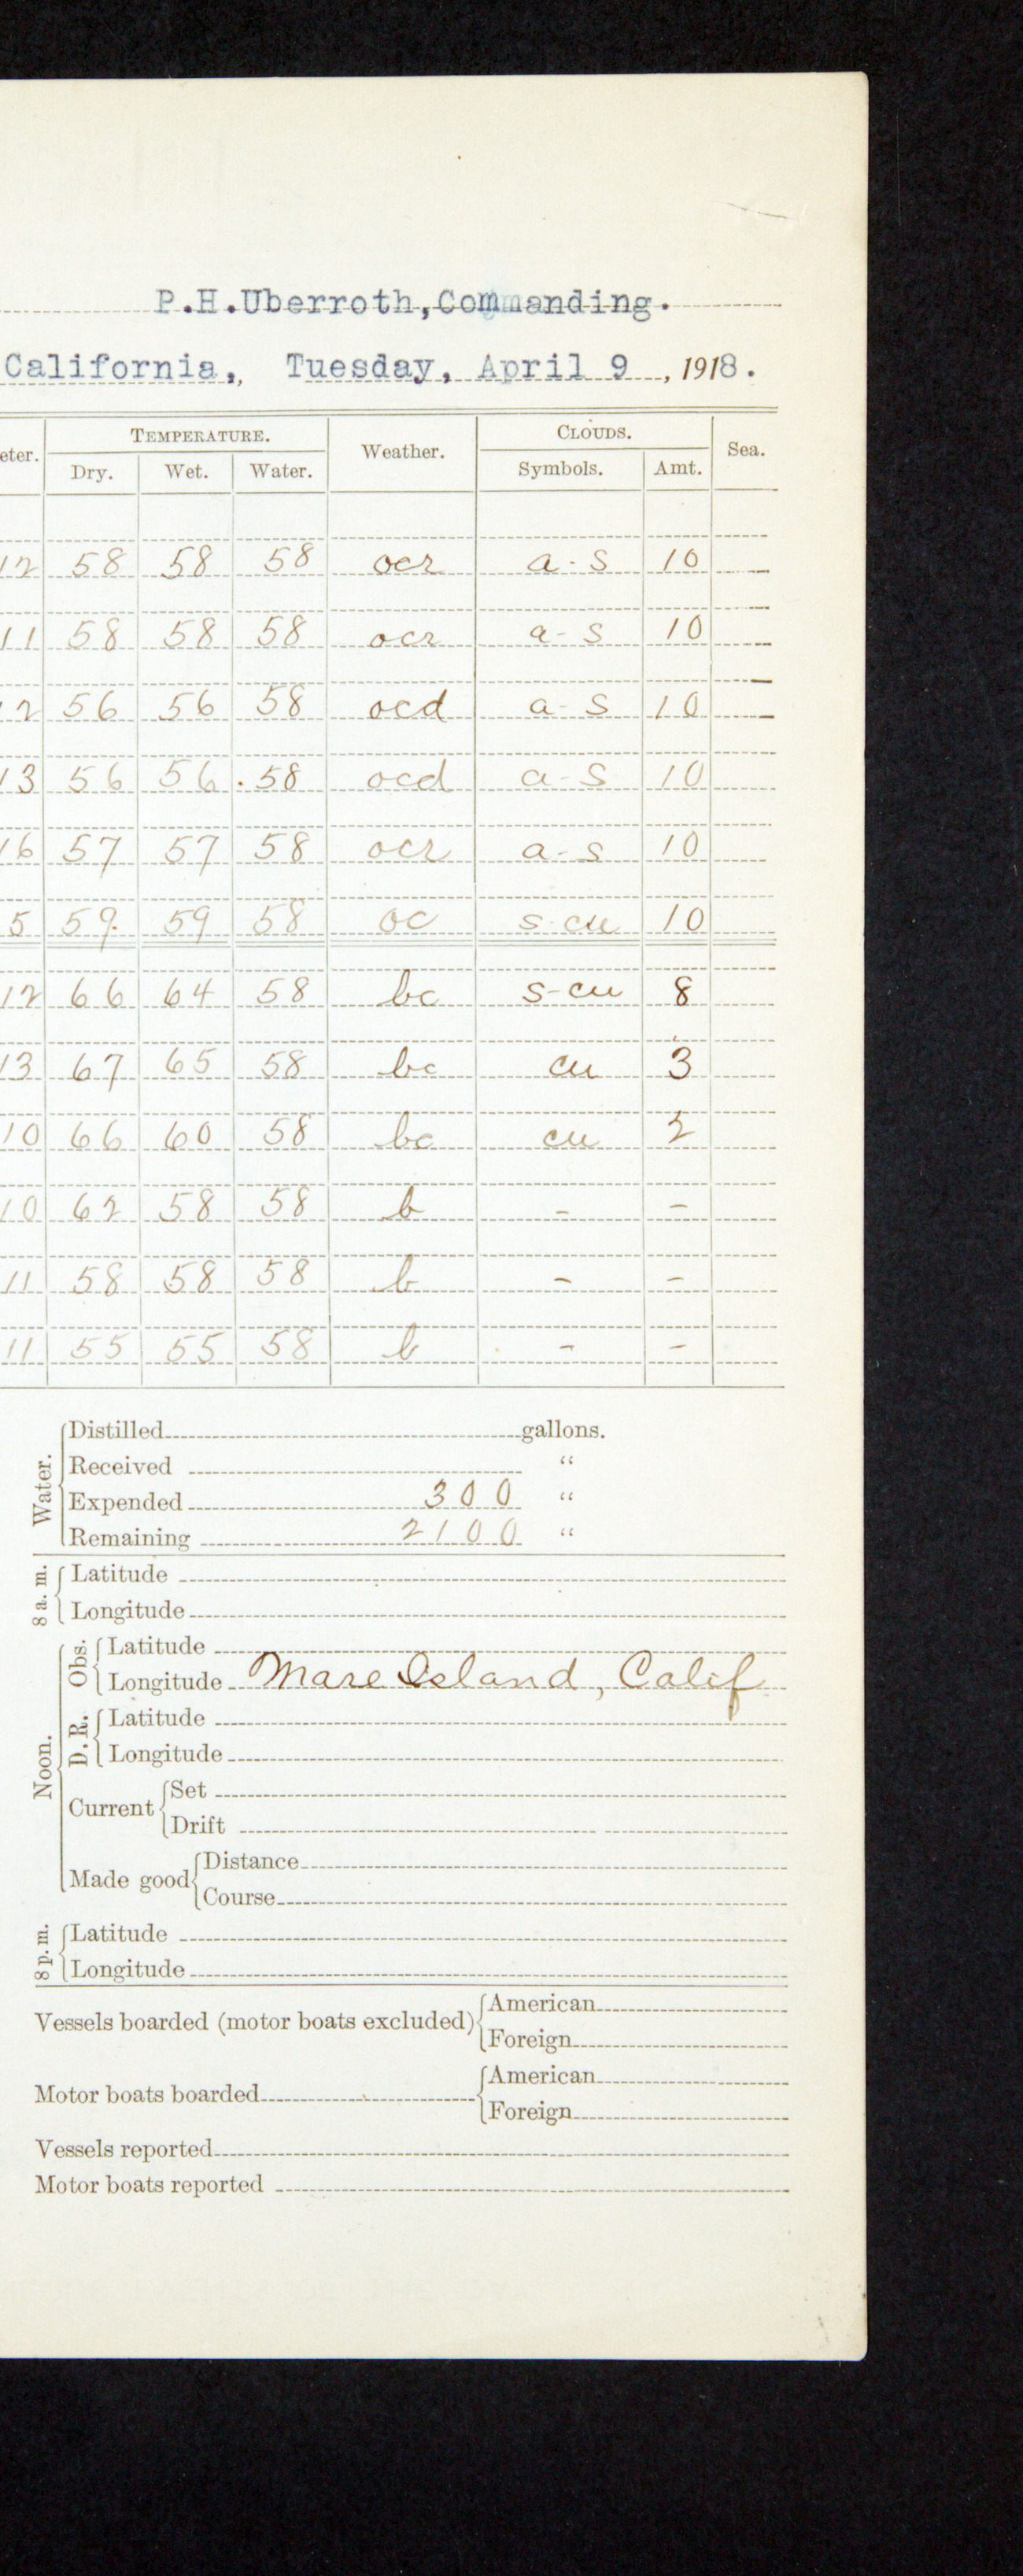 P.H.Uberroth, Commanding.
California, Tuesday, April 9, 1918.
eter. TEMPERATURE. Weather. CLOUDS. Sea.
Dry. Wet. Water. Symbols. Amt.
12 58 58 58 ocr a-s 10 —
11 58 58 58 ocr a-s 10 —
12 56 56 58 ocd a-s 10 —
13 56 56 58 ocd a-s 10
16 57 57 58 ocr a-s 10
5 59 59 58 oc s-cu 10
12 66 64 58 bc s-cu 8
13 67 65 58 bc cu 3
10 66 60 58 bc cu 2
10 62 58 58 b - -
11 58 58 58 b - -
11 55 55 58 b - -
Water.
Distilled gallons.
Received “
Expended 300 “
Remaining 2100 “
8 a. m.
Latitude
Longitude
Noon.
Obs.
Latitude
Longitude Mare Island, Calif
D. R.
Latitude
Longitude
Current
Set
Drift
Made good
Distance
Course
8 p. m.
Latitude
Longitude
Vessels boarded (motor boats excluded)
American
Foreign
Motor boats boarded
American
Foreign
Vessels reported
Motor boats reported